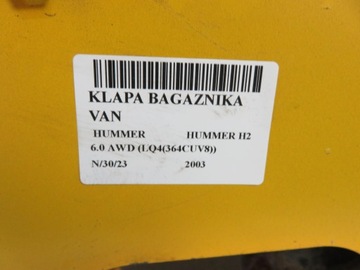 KLAPA BAGAZNIKA
VAN
HUMMER HUMMER H2
6.0 AWD (LQ4(364CUV8))
N/30/23 2003